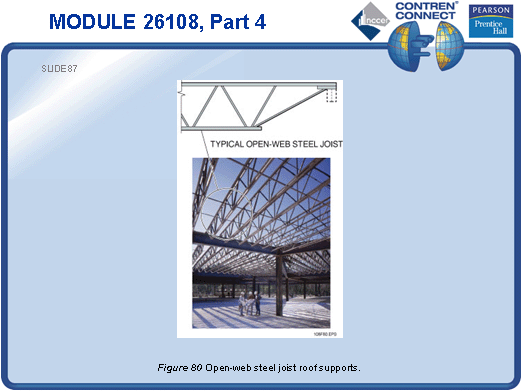 MODULE 26108, Part 4
nccer
CONTREN®
CONNECT
PEARSON
Prentice
Hall
SLIDE 87
TYPICAL OPEN-WEB STEEL JOIST
Figure 80 Open-web steel joist roof supports.